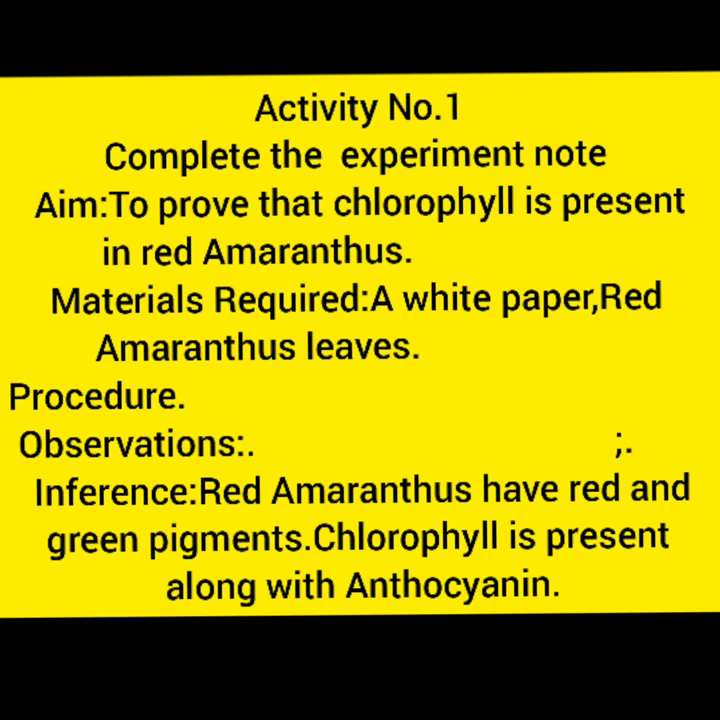 Activity No.1
Complete the  experiment note
Aim:To prove that chlorophyll is present
in red Amaranthus.
Materials Required:A white paper,Red
Amaranthus leaves.
Procedure.
Observations:.                                        ;.
Inference:Red Amaranthus have red and
green pigments.Chlorophyll is present
along with Anthocyanin.